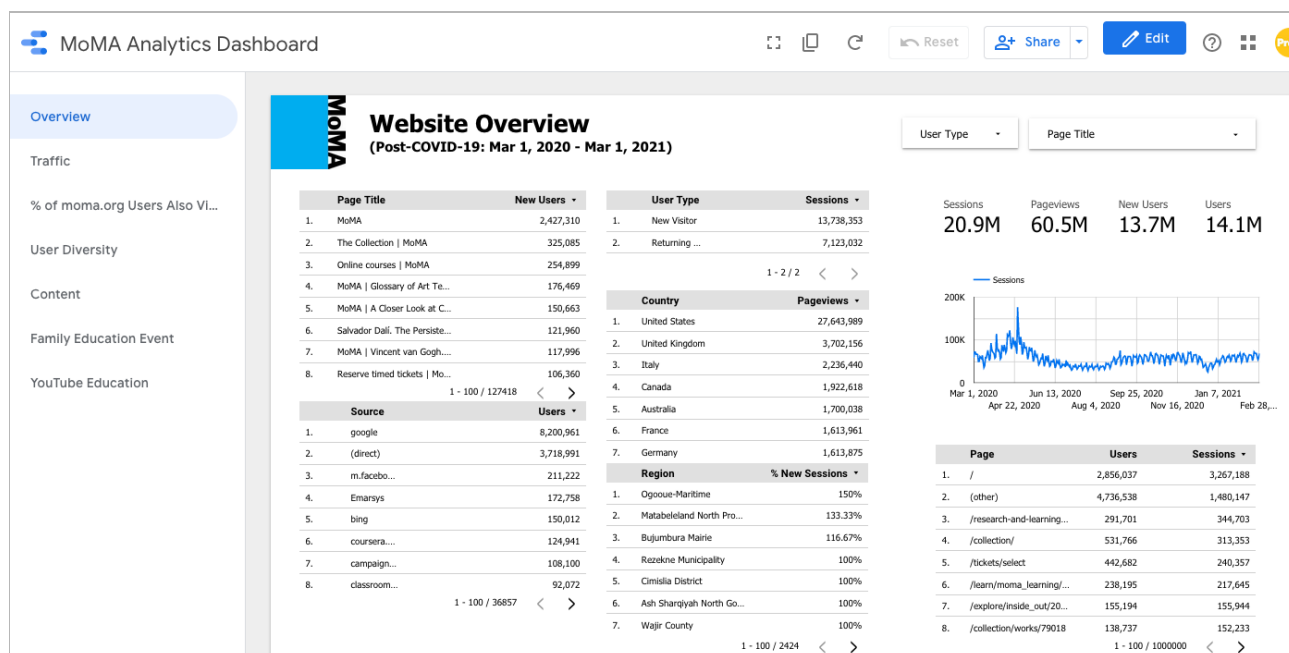 MoMA Analytics Dashboard
Reset
Share
Edit
Overview
Traffic
% of moma.org Users Also Vi...
User Diversity
Content
Family Education Event
YouTube Education
MoMA
Website Overview
(Post-COVID-19: Mar 1, 2020 - Mar 1, 2021)
User Type
Page Title
Page Title New Users
1. MoMA 2,427,310
2. The Collection | MoMA 325,085
3. Online courses | MoMA 254,899
4. MoMA | Glossary of Art Te... 176,469
5. MoMA | A Closer Look at C... 150,663
6. Salvador Dalí. The Persiste... 121,960
7. MoMA | Vincent van Gogh.... 117,996
8. Reserve timed tickets | Mo... 106,360
1 - 100 / 127418
Source Users
1. google 8,200,961
2. (direct) 3,718,991
3. m.facebo... 211,222
4. Emarsys 172,758
5. bing 150,012
6. coursera.... 124,941
7. campaign... 108,100
8. classroom... 92,072
1 - 100 / 36857
User Type Sessions
1. New Visitor 13,738,353
2. Returning ... 7,123,032
1 - 2 / 2
Country Pageviews
1. United States 27,643,989
2. United Kingdom 3,702,156
3. Italy 2,236,440
4. Canada 1,922,618
5. Australia 1,700,038
6. France 1,613,961
7. Germany 1,613,875
Region % New Sessions
1. Ogooue-Maritime 150%
2. Matabeleland North Pro... 133.33%
3. Bujumbura Mairie 116.67%
4. Rezekne Municipality 100%
5. Cimislia District 100%
6. Ash Sharqiyah North Go... 100%
7. Wajir County 100%
1 - 100 / 2424
Sessions Pageviews New Users Users
20.9M 60.5M 13.7M 14.1M
Sessions
200K
100K
0
Mar 1, 2020 Jun 13, 2020 Sep 25, 2020 Jan 7, 2021
Apr 22, 2020 Aug 4, 2020 Nov 16, 2020 Feb 28,...
Page Users Sessions
1. / 2,856,037 3,267,188
2. (other) 4,736,538 1,480,147
3. /research-and-learning... 291,701 344,703
4. /collection/ 531,766 313,353
5. /tickets/select 442,682 240,357
6. /learn/moma_learning/... 238,195 217,645
7. /explore/inside_out/20... 155,194 155,944
8. /collection/works/79018 138,737 152,233
1 - 100 / 1000000